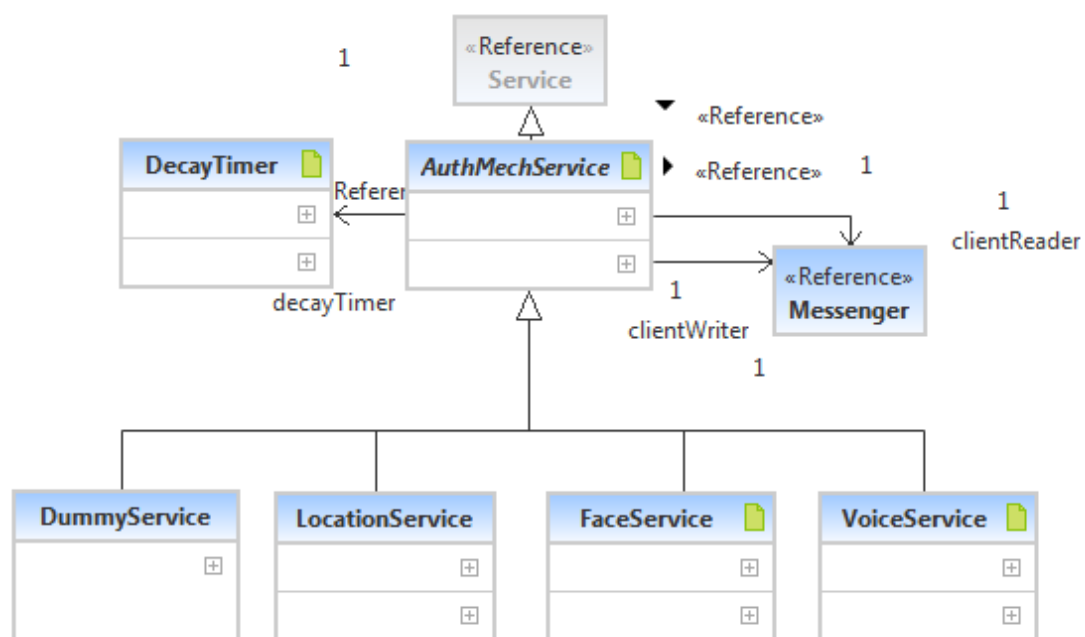 «Reference»
1
Service
«Reference»
DecayTimer
AuthMechService
«Reference»
1
Referer
1
clientReader
decayTimer
1
«Reference»
clientWriter
Messenger
1
DummyService
LocationService
FaceService
VoiceService